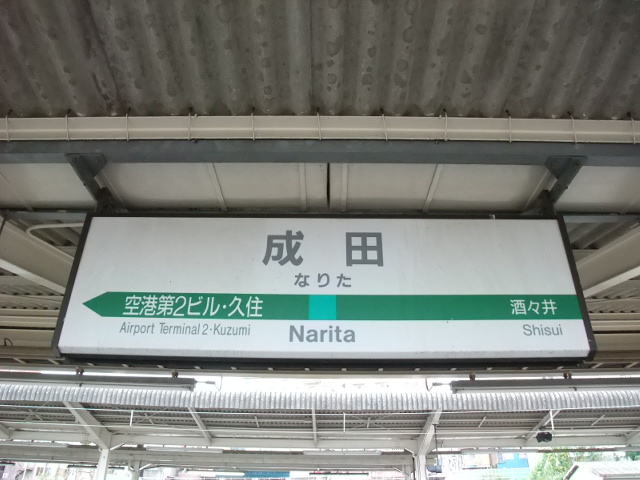 成田
なりた
空港第2ビル・久住
酒々井
Airport Terminal 2・Kuzumi
Narita
Shisui